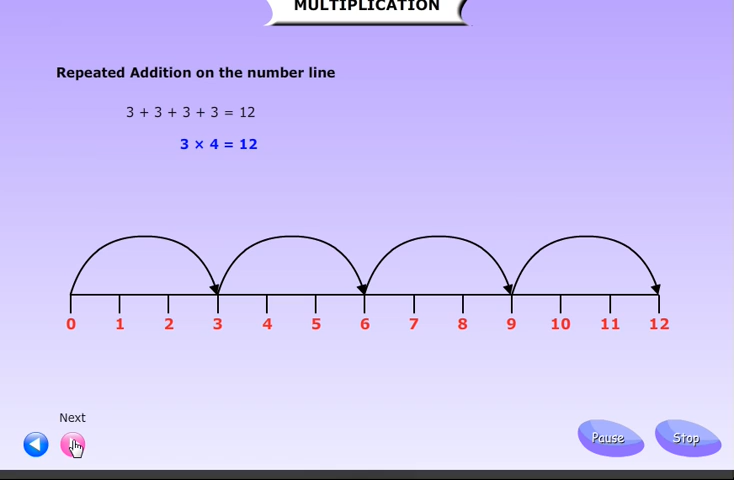 MULTIPLICATION
Repeated Addition on the number line
3 + 3 + 3 + 3 = 12
3 × 4 = 12
0 1 2 3 4 5 6 7 8 9 10 11 12
Next
Pause Stop